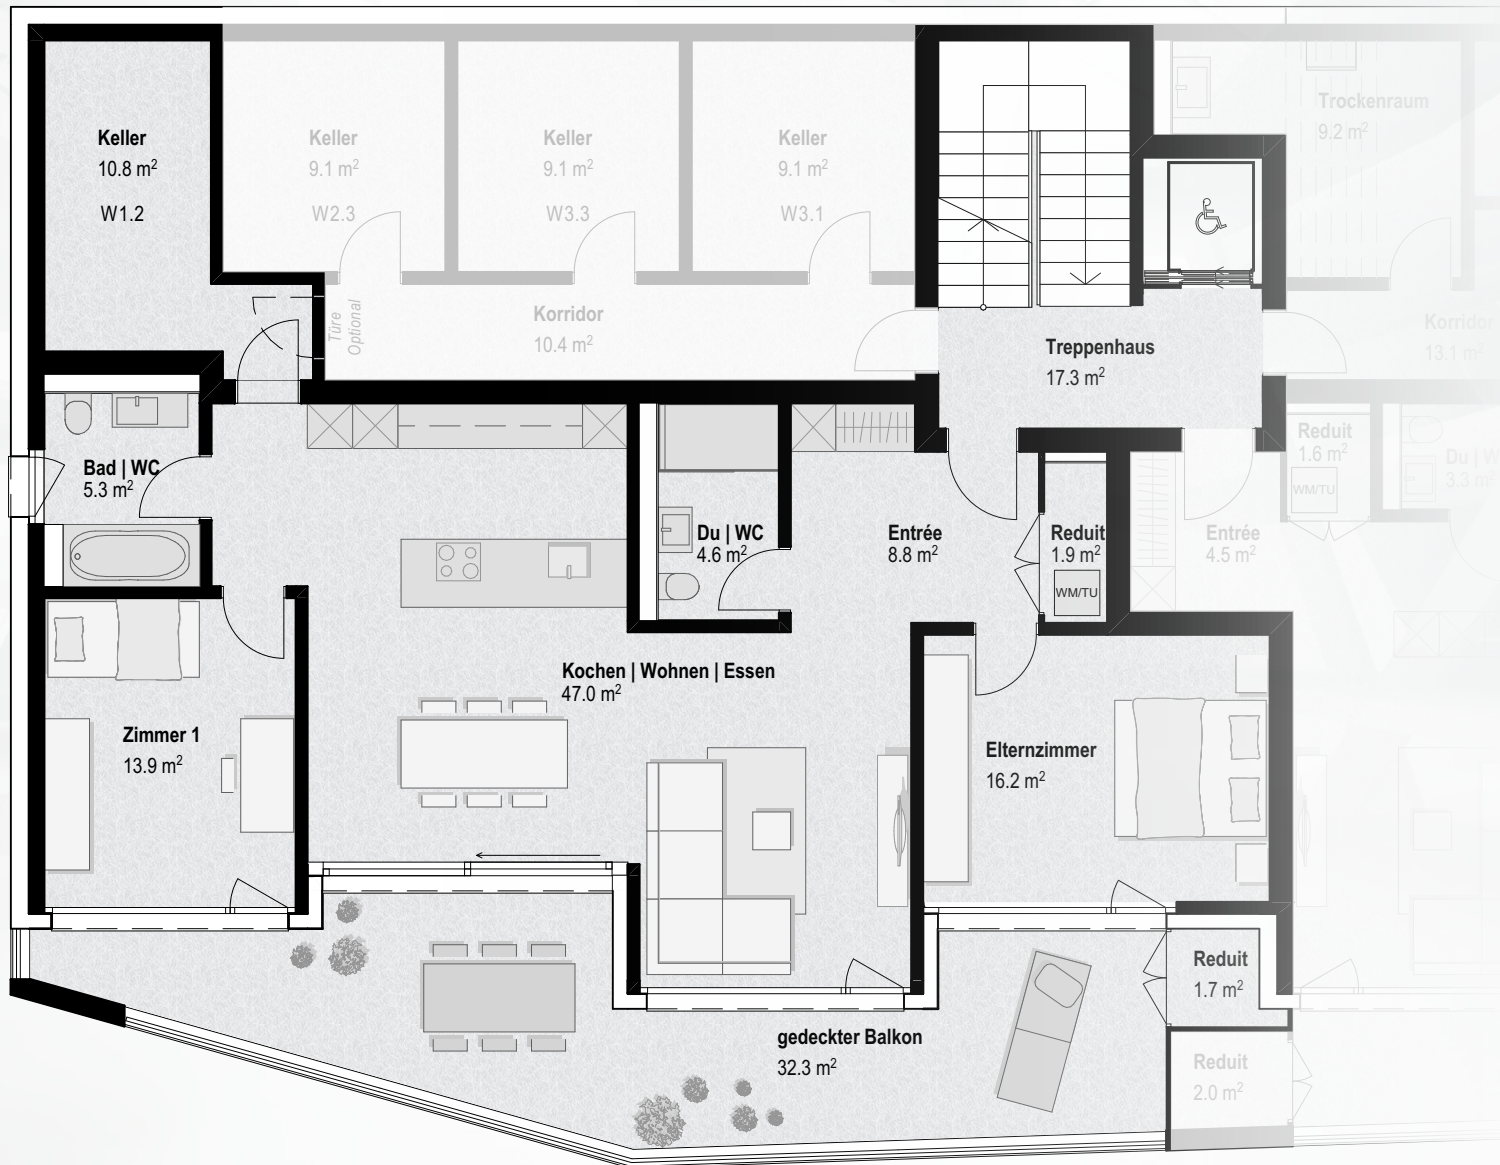 Keller
10.8 m²
W1.2
Keller
9.1 m²
W2.3
Keller
9.1 m²
W3.3
Keller
9.1 m²
W3.1
Trockenraum
9.2 m²
Türe
Optional
Korridor
10.4 m²
Treppenhaus
17.3 m²
Korridor
13.1 m²
Bad | WC
5.3 m²
Du | WC
4.6 m²
Entrée
8.8 m²
Reduit
1.9 m²
WM/TU
Entrée
4.5 m²
Reduit
1.6 m²
WM/TU
Du | W
3.3 m²
Kochen | Wohnen | Essen
47.0 m²
Zimmer 1
13.9 m²
Elternzimmer
16.2 m²
Reduit
1.7 m²
gedeckter Balkon
32.3 m²
Reduit
2.0 m²